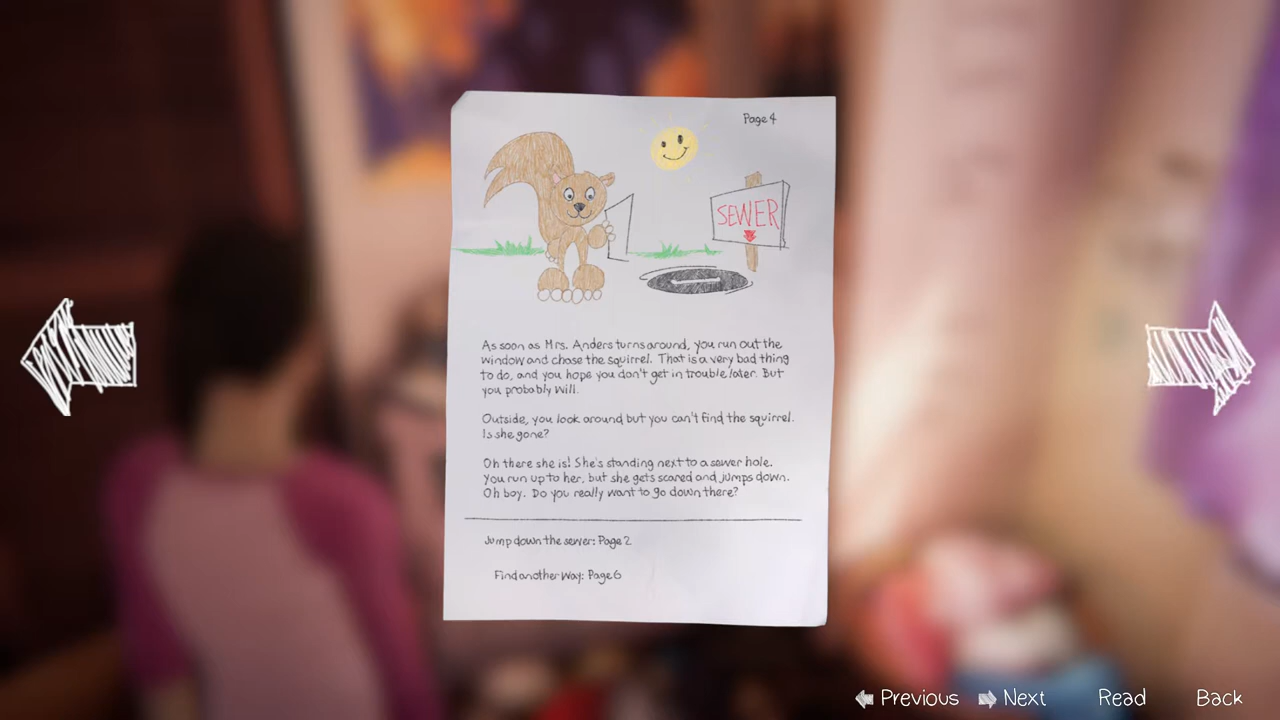 Page 4
SEWER
As soon as Mrs. Anders turns around, you run out the
window and chase the squirrel. That is a very bad thing
to do, and you hope you don't get in trouble later. But
you probably will.
Outside, you look around but you can't find the squirrel.
Is she gone?
Oh there she is! She's standing next to a sewer hole.
You run up to her, but she gets scared and jumps down.
Oh boy. Do you really want to go down there?
Jump down the sewer: Page 2
Find another Way: Page 6
Previous Next Read Back